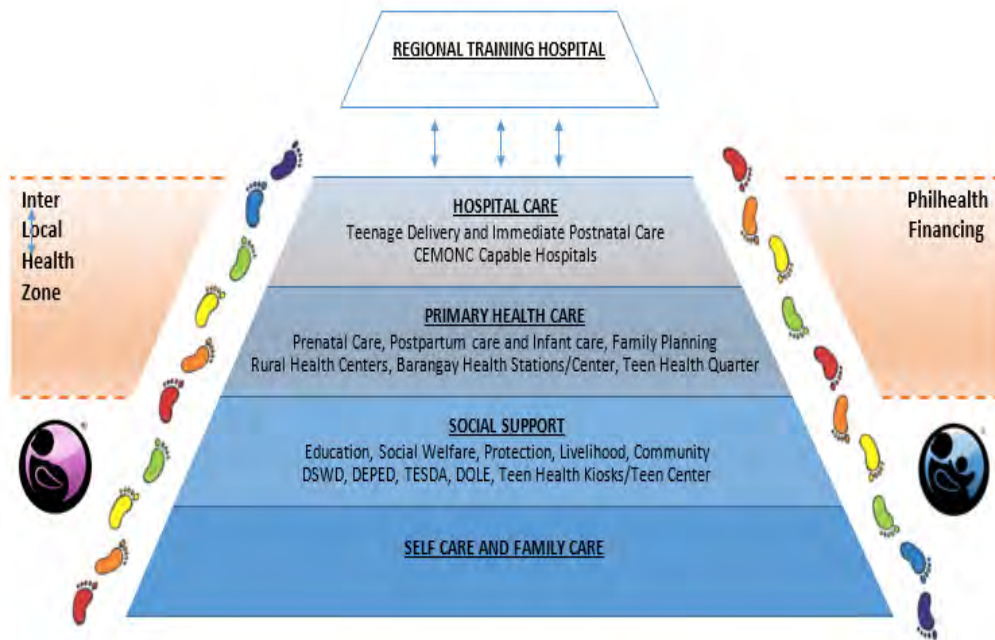 REGIONAL TRAINING HOSPITAL
Inter
Local
Health
Zone
Philhealth
Financing
HOSPITAL CARE
Teenage Delivery and Immediate Postnatal Care
CEMONC Capable Hospitals
PRIMARY HEALTH CARE
Prenatal Care, Postpartum care and Infant care, Family Planning
Rural Health Centers, Barangay Health Stations/Center, Teen Health Quarter
SOCIAL SUPPORT
Education, Social Welfare, Protection, Livelihood, Community
DSWD, DEPED, TESDA, DOLE, Teen Health Kiosks/Teen Center
SELF CARE AND FAMILY CARE